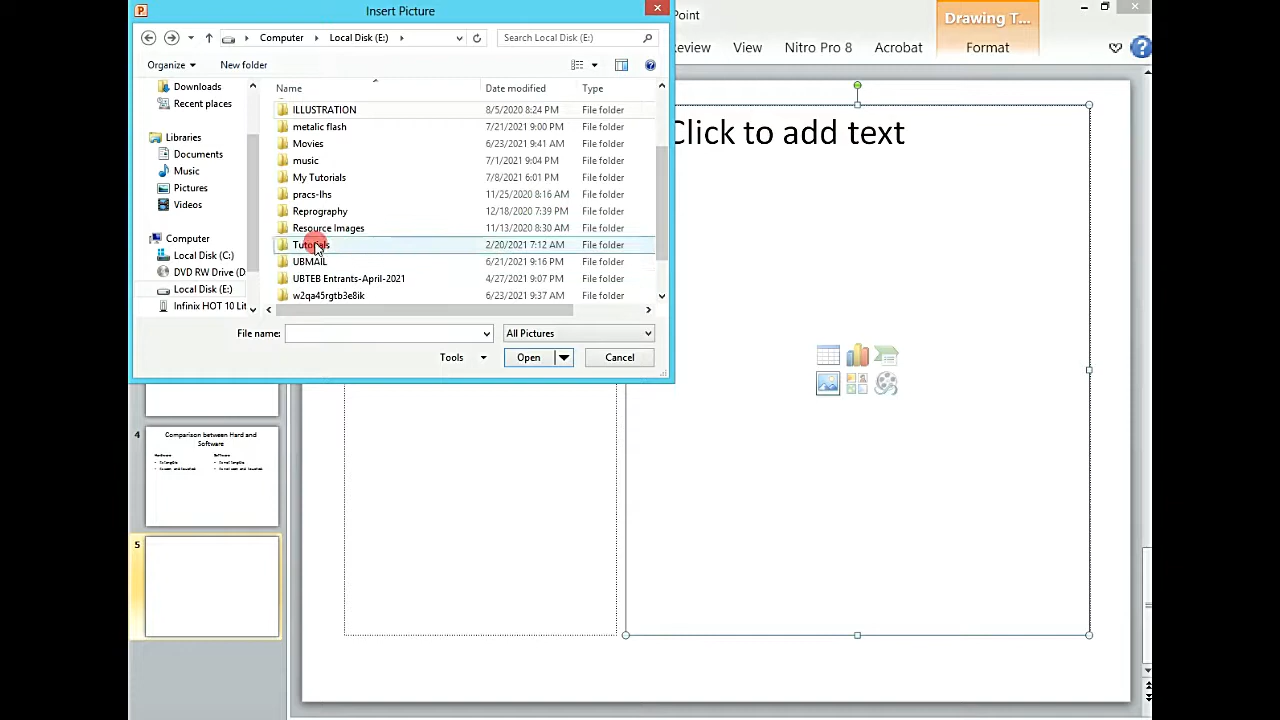 Insert Picture
Point
Drawing T...
Computer
Local Disk (E:)
Search Local Disk (E:)
Review
View
Nitro Pro 8
Acrobat
Format
Organize
New folder
Downloads
Recent places
Libraries
Documents
Music
Pictures
Videos
Computer
Local Disk (C:)
DVD RW Drive (D
Local Disk (E:)
Infinix HOT 10 Lit
Name Date modified Type
ILLUSTRATION 8/5/2020 8:24 PM File folder
metalic flash 7/21/2021 9:00 PM File folder
Movies 6/23/2021 9:41 AM File folder
music 7/1/2021 9:04 PM File folder
My Tutorials 7/8/2021 6:01 PM File folder
pracs-lhs 11/25/2020 8:16 AM File folder
Reprography 12/18/2020 7:39 PM File folder
Resource Images 11/13/2020 8:30 AM File folder
Tutorials 2/20/2021 7:12 AM File folder
UBMAIL 6/21/2021 9:16 PM File folder
UBTEB Entrants-April-2021 4/27/2021 9:07 PM File folder
w2qa45rgtb3e8ik 6/23/2021 9:37 AM File folder
File name:
All Pictures
Tools
Open
Cancel
Click to add text
4
Comparison between Hard and
Software
Hardware
Software
5